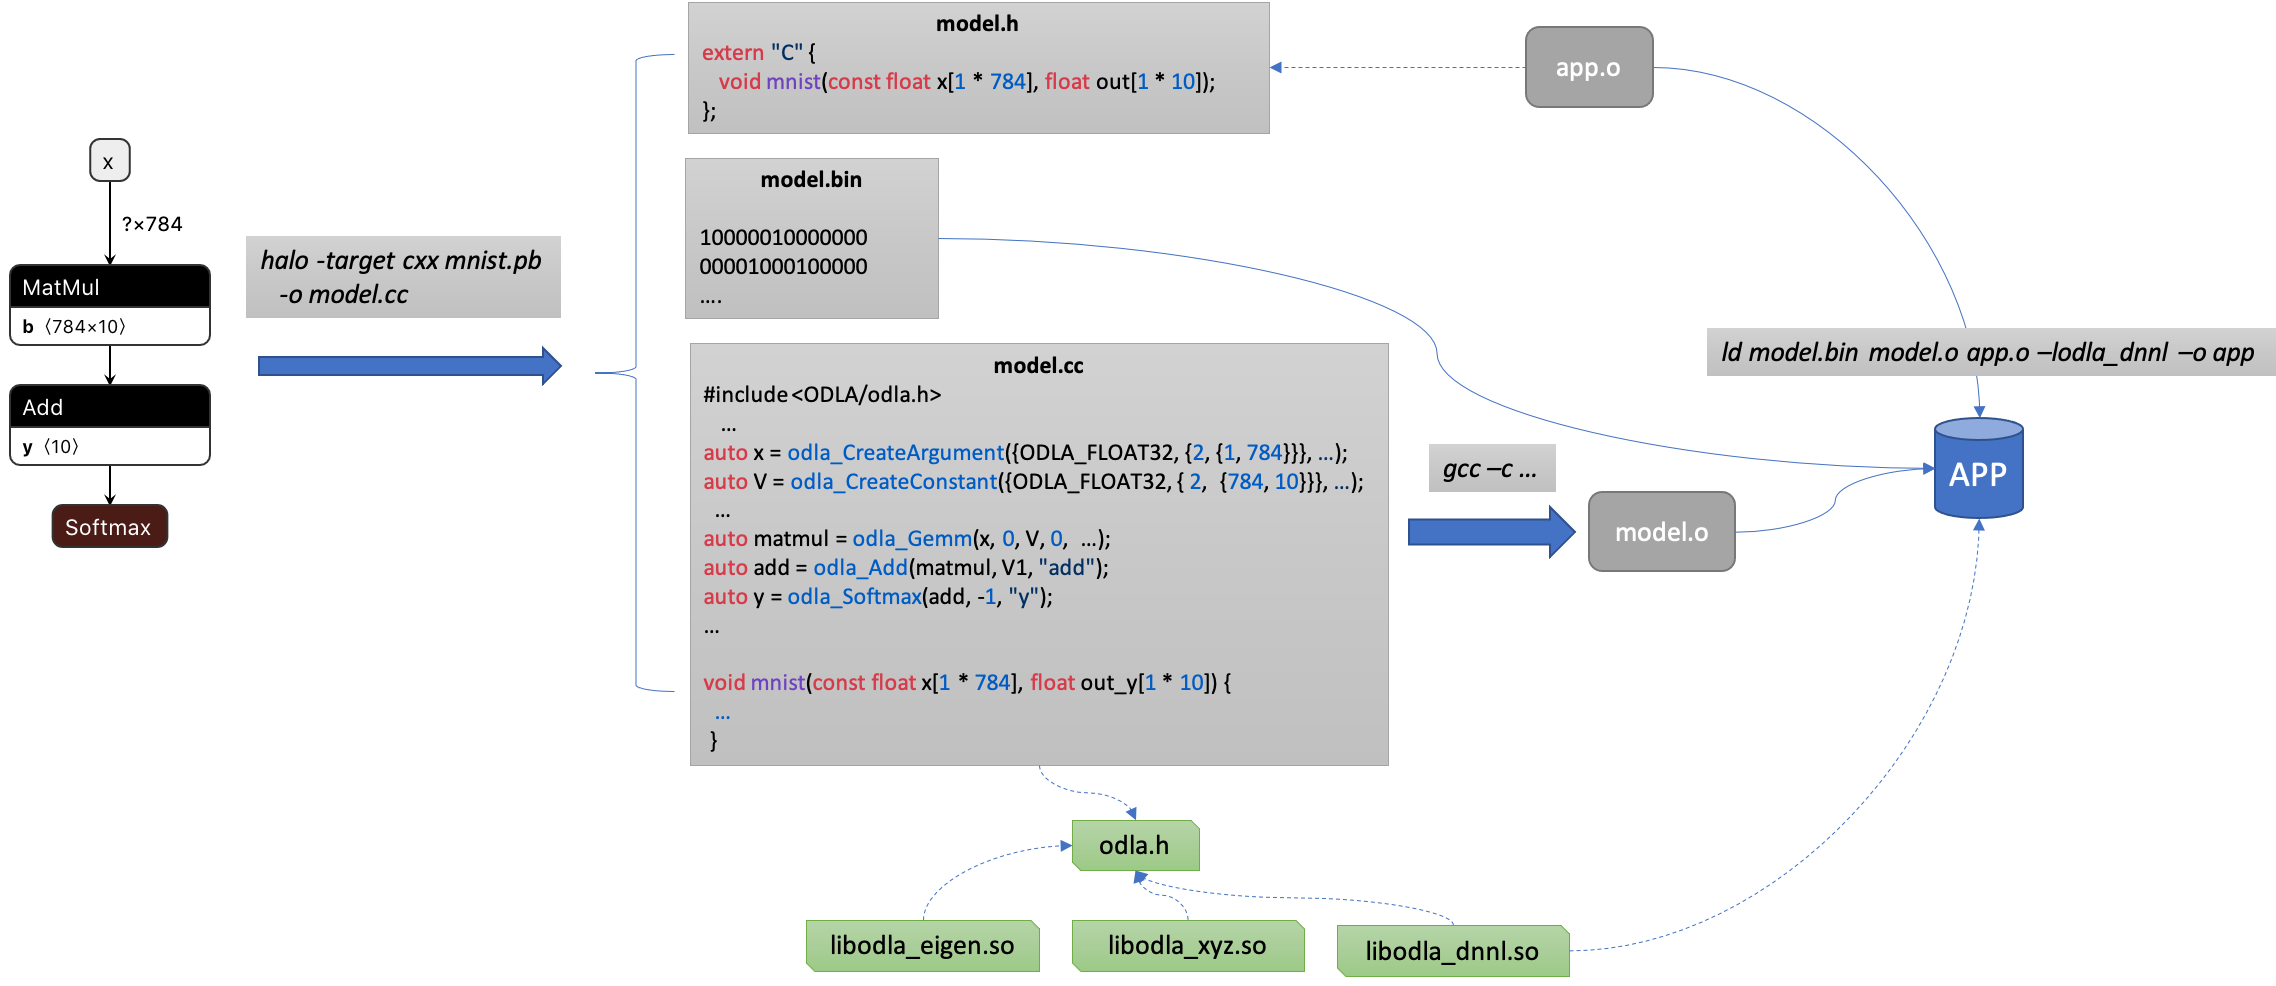 x
?×784
MatMul
b ⟨784×10⟩
Add
y ⟨10⟩
Softmax
halo -target cxx mnist.pb
-o model.cc
model.h
extern "C" {
void mnist(const float x[1 * 784], float out[1 * 10]);
};
model.bin
10000010000000
00001000100000
....
model.cc
#include <ODLA/odla.h>
...
auto x = odla_CreateArgument({ODLA_FLOAT32, {2, {1, 784}}}, ...);
auto V = odla_CreateConstant({ODLA_FLOAT32, { 2, {784, 10}}}, ...);
...
auto matmul = odla_Gemm(x, 0, V, 0, ...);
auto add = odla_Add(matmul, V1, "add");
auto y = odla_Softmax(add, -1, "y");
...
void mnist(const float x[1 * 784], float out_y[1 * 10]) {
...
}
gcc –c ...
model.o
app.o
ld model.bin model.o app.o –lodla_dnnl –o app
APP
odla.h
libodla_eigen.so
libodla_xyz.so
libodla_dnnl.so